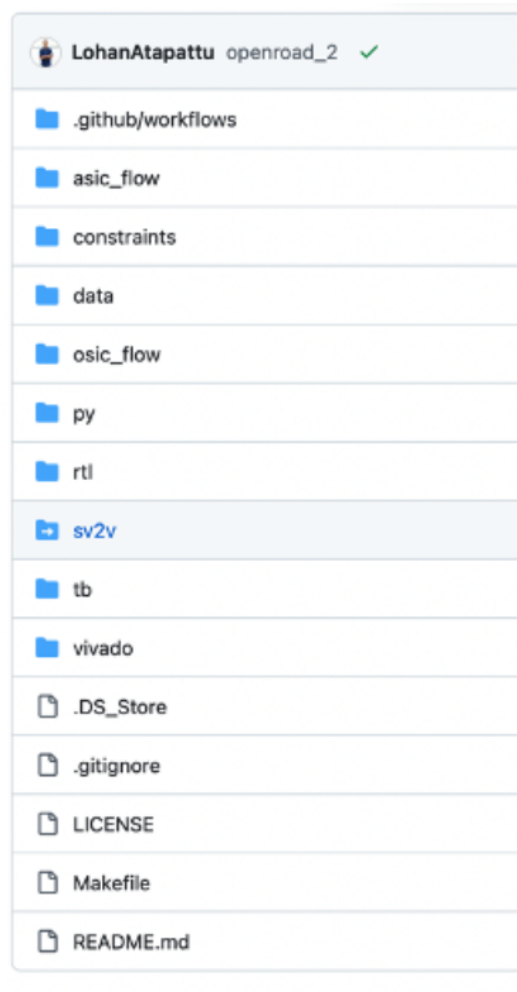 LohanAtapattu openroad_2
.github/workflows
asic_flow
constraints
data
osic_flow
py
rtl
sv2v
tb
vivado
.DS_Store
.gitignore
LICENSE
Makefile
README.md